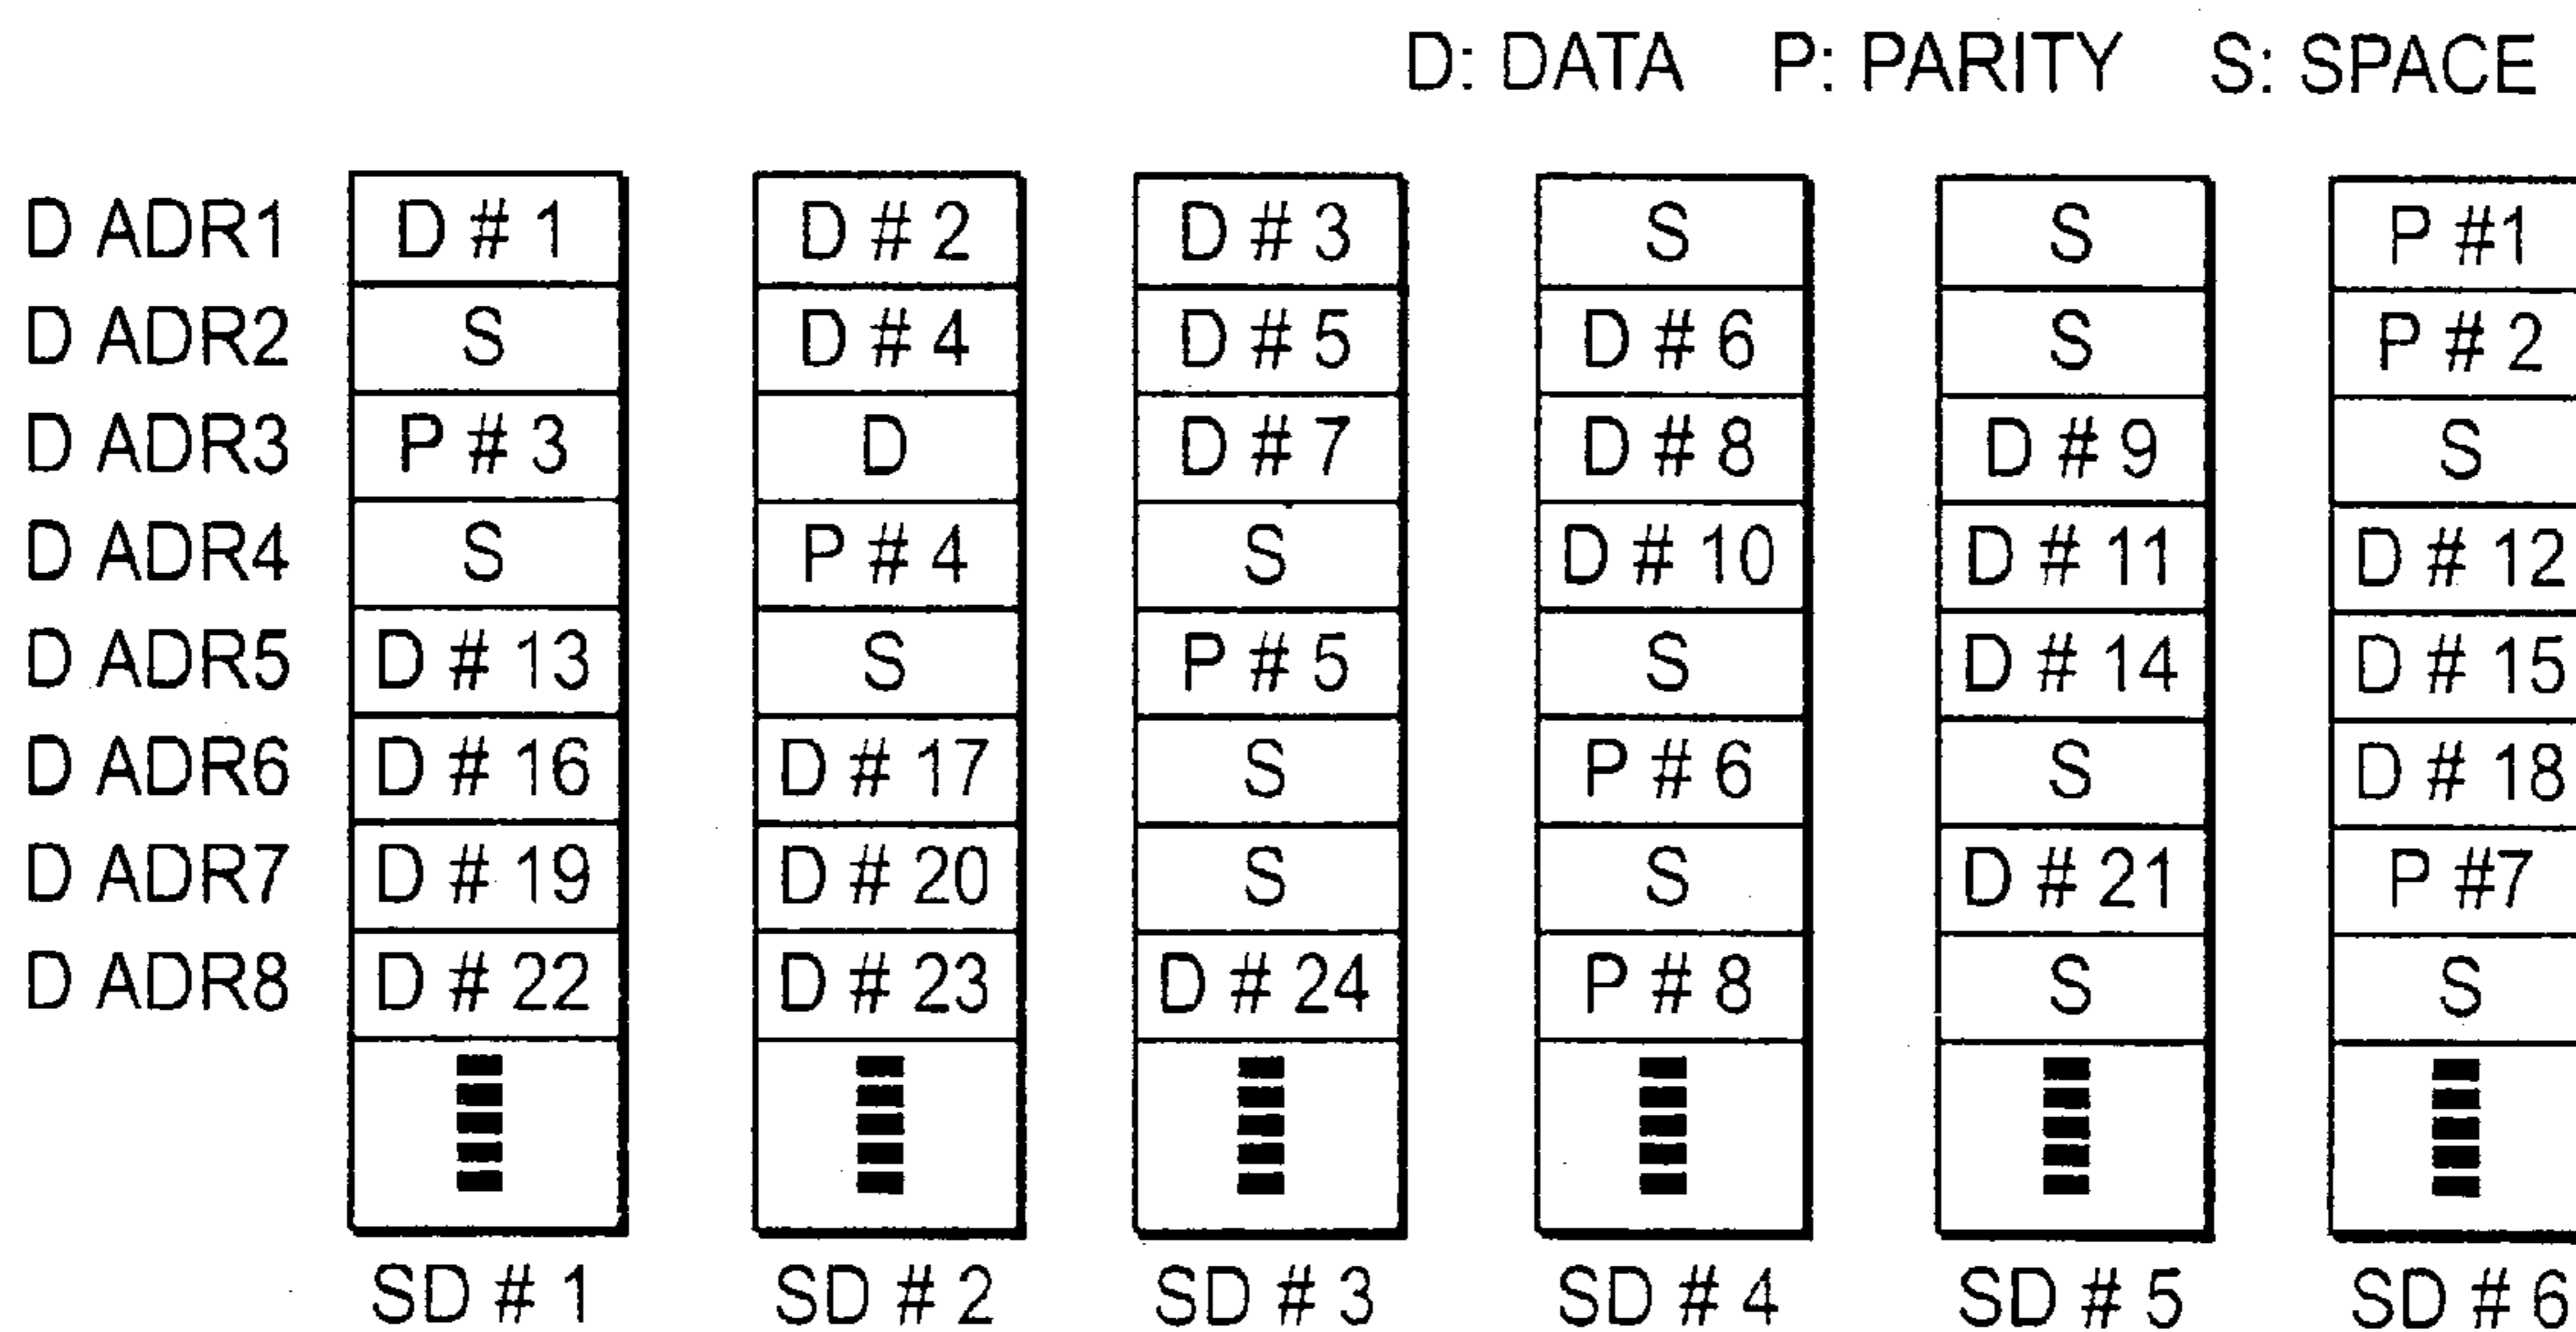 D: DATA P: PARITY S: SPACE
D ADR1 D # 1 D # 2 D # 3 S S P #1
D ADR2 S D # 4 D # 5 D # 6 S P # 2
D ADR3 P # 3 D D # 7 D # 8 D # 9 S
D ADR4 S P # 4 S D # 10 D # 11 D # 12
D ADR5 D # 13 S P # 5 S D # 14 D # 15
D ADR6 D # 16 D # 17 S P # 6 S D # 18
D ADR7 D # 19 D # 20 S S D # 21 P #7
D ADR8 D # 22 D # 23 D # 24 P # 8 S S
SD # 1 SD # 2 SD # 3 SD # 4 SD # 5 SD # 6